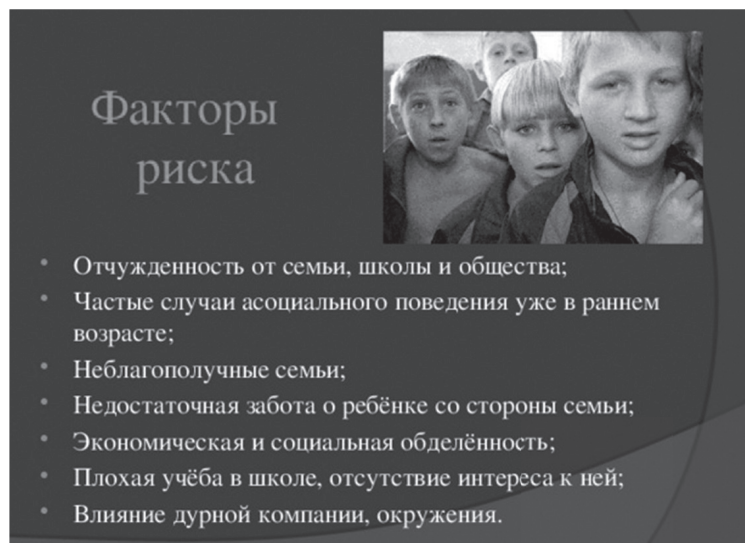 Факторы
риска
• Отчужденность от семьи, школы и общества;
• Частые случаи асоциального поведения уже в раннем
возрасте;
• Неблагополучные семьи;
• Недостаточная забота о ребёнке со стороны семьи;
• Экономическая и социальная обделённость;
• Плохая учёба в школе, отсутствие интереса к ней;
• Влияние дурной компании, окружения.